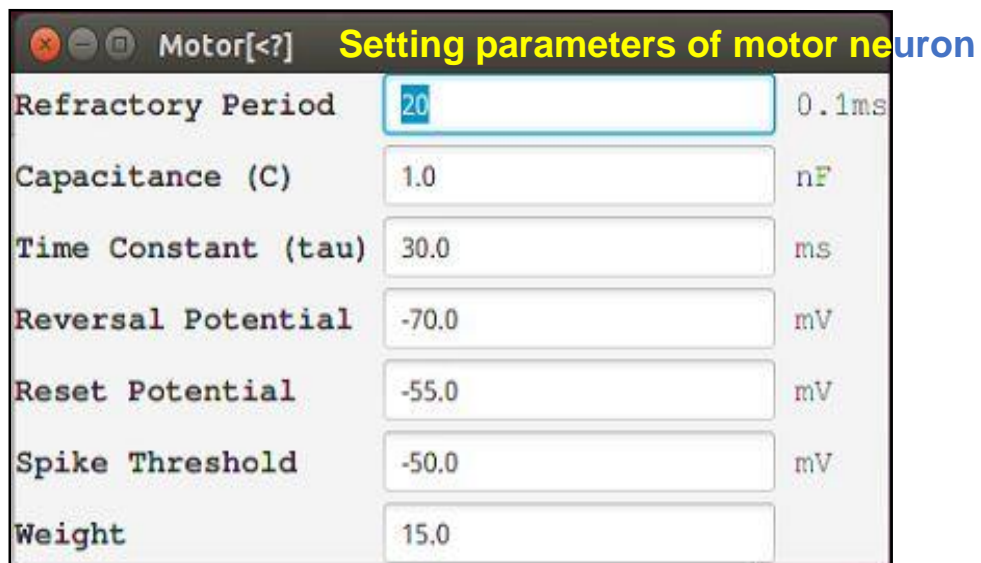 Motor[<?] Setting parameters of motor neuron
Refractory Period 20 0.1ms
Capacitance (C) 1.0 nF
Time Constant (tau) 30.0 ms
Reversal Potential -70.0 mV
Reset Potential -55.0 mV
Spike Threshold -50.0 mV
Weight 15.0